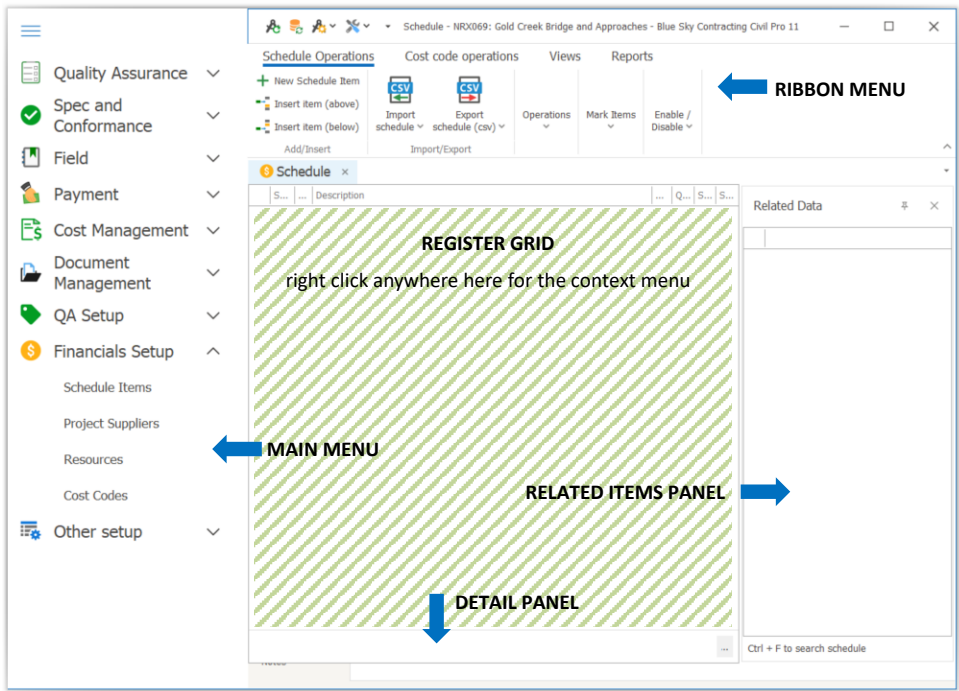 Schedule - NRX069: Gold Creek Bridge and Approaches - Blue Sky Contracting Civil Pro 11
Schedule Operations Cost code operations Views Reports
New Schedule Item
Insert item (above)
Insert item (below)
Add/Insert
CSV
Import
schedule
CSV
Export
schedule (csv)
Import/Export
Operations
Mark Items
Enable /
Disable
RIBBON MENU
Quality Assurance
Spec and
Conformance
Field
Payment
Cost Management
Document
Management
QA Setup
Financials Setup
Schedule Items
Project Suppliers
Resources
Cost Codes
Other setup
Schedule ×
S... ... Description ... Q... S... S...
REGISTER GRID
right click anywhere here for the context menu
MAIN MENU
RELATED ITEMS PANEL
DETAIL PANEL
...
Notes
Related Data
Ctrl + F to search schedule